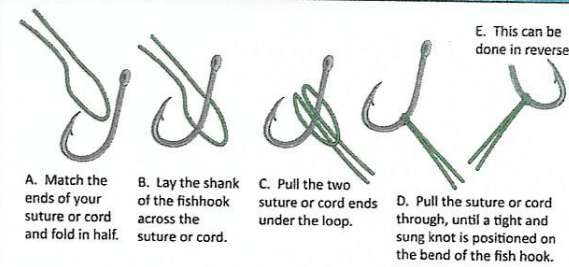 E. This can be
done in reverse
A. Match the
ends of your
suture or cord
and fold in half.
B. Lay the shank
of the fishhook
across the
suture or cord.
C. Pull the two
suture or cord ends
under the loop.
D. Pull the suture or cord
through, until a tight and
sung knot is positioned on
the bend of the fish hook.